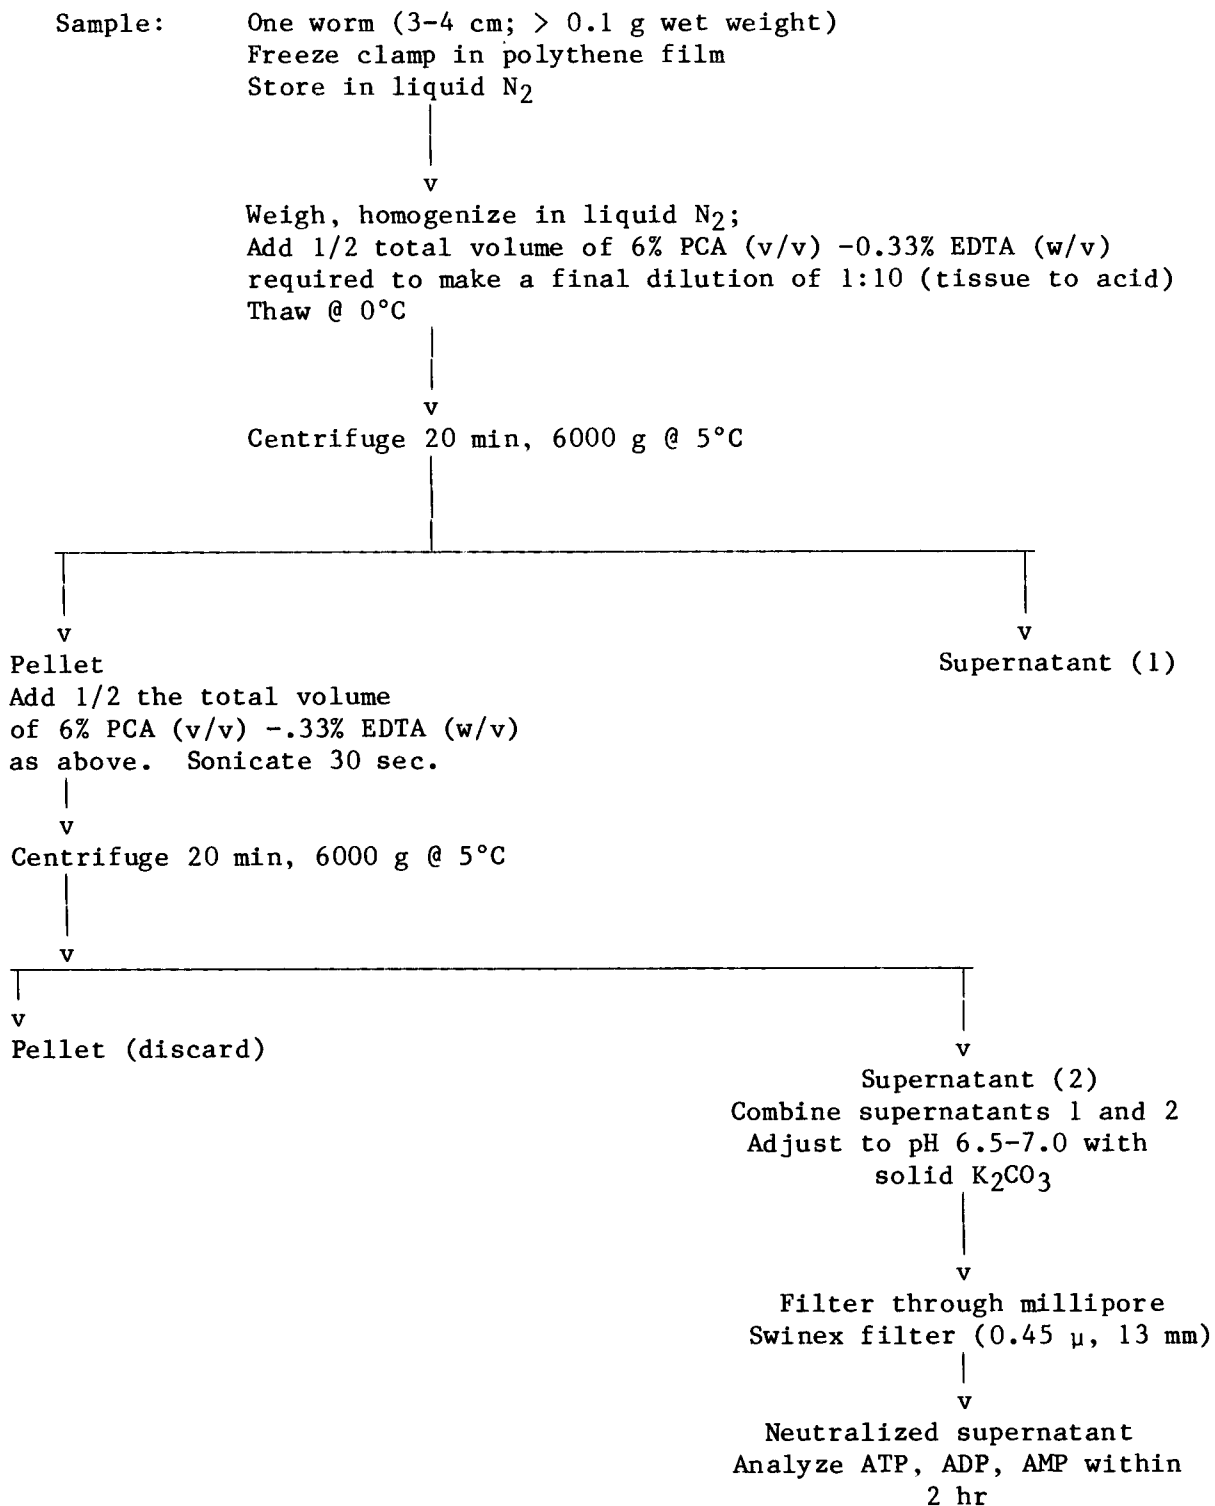 Sample: One worm (3-4 cm; > 0.1 g wet weight)
Freeze clamp in polythene film
Store in liquid N2
v
Weigh, homogenize in liquid N2;
Add 1/2 total volume of 6% PCA (v/v) -0.33% EDTA (w/v)
required to make a final dilution of 1:10 (tissue to acid)
Thaw @ 0°C
v
Centrifuge 20 min, 6000 g @ 5°C
v
Pellet
Add 1/2 the total volume
of 6% PCA (v/v) -.33% EDTA (w/v)
as above. Sonicate 30 sec.
v
Supernatant (1)
v
Centrifuge 20 min, 6000 g @ 5°C
v
v
Pellet (discard)
v
Supernatant (2)
Combine supernatants 1 and 2
Adjust to pH 6.5-7.0 with
solid K2CO3
v
Filter through millipore
Swinex filter (0.45 μ, 13 mm)
v
Neutralized supernatant
Analyze ATP, ADP, AMP within
2 hr